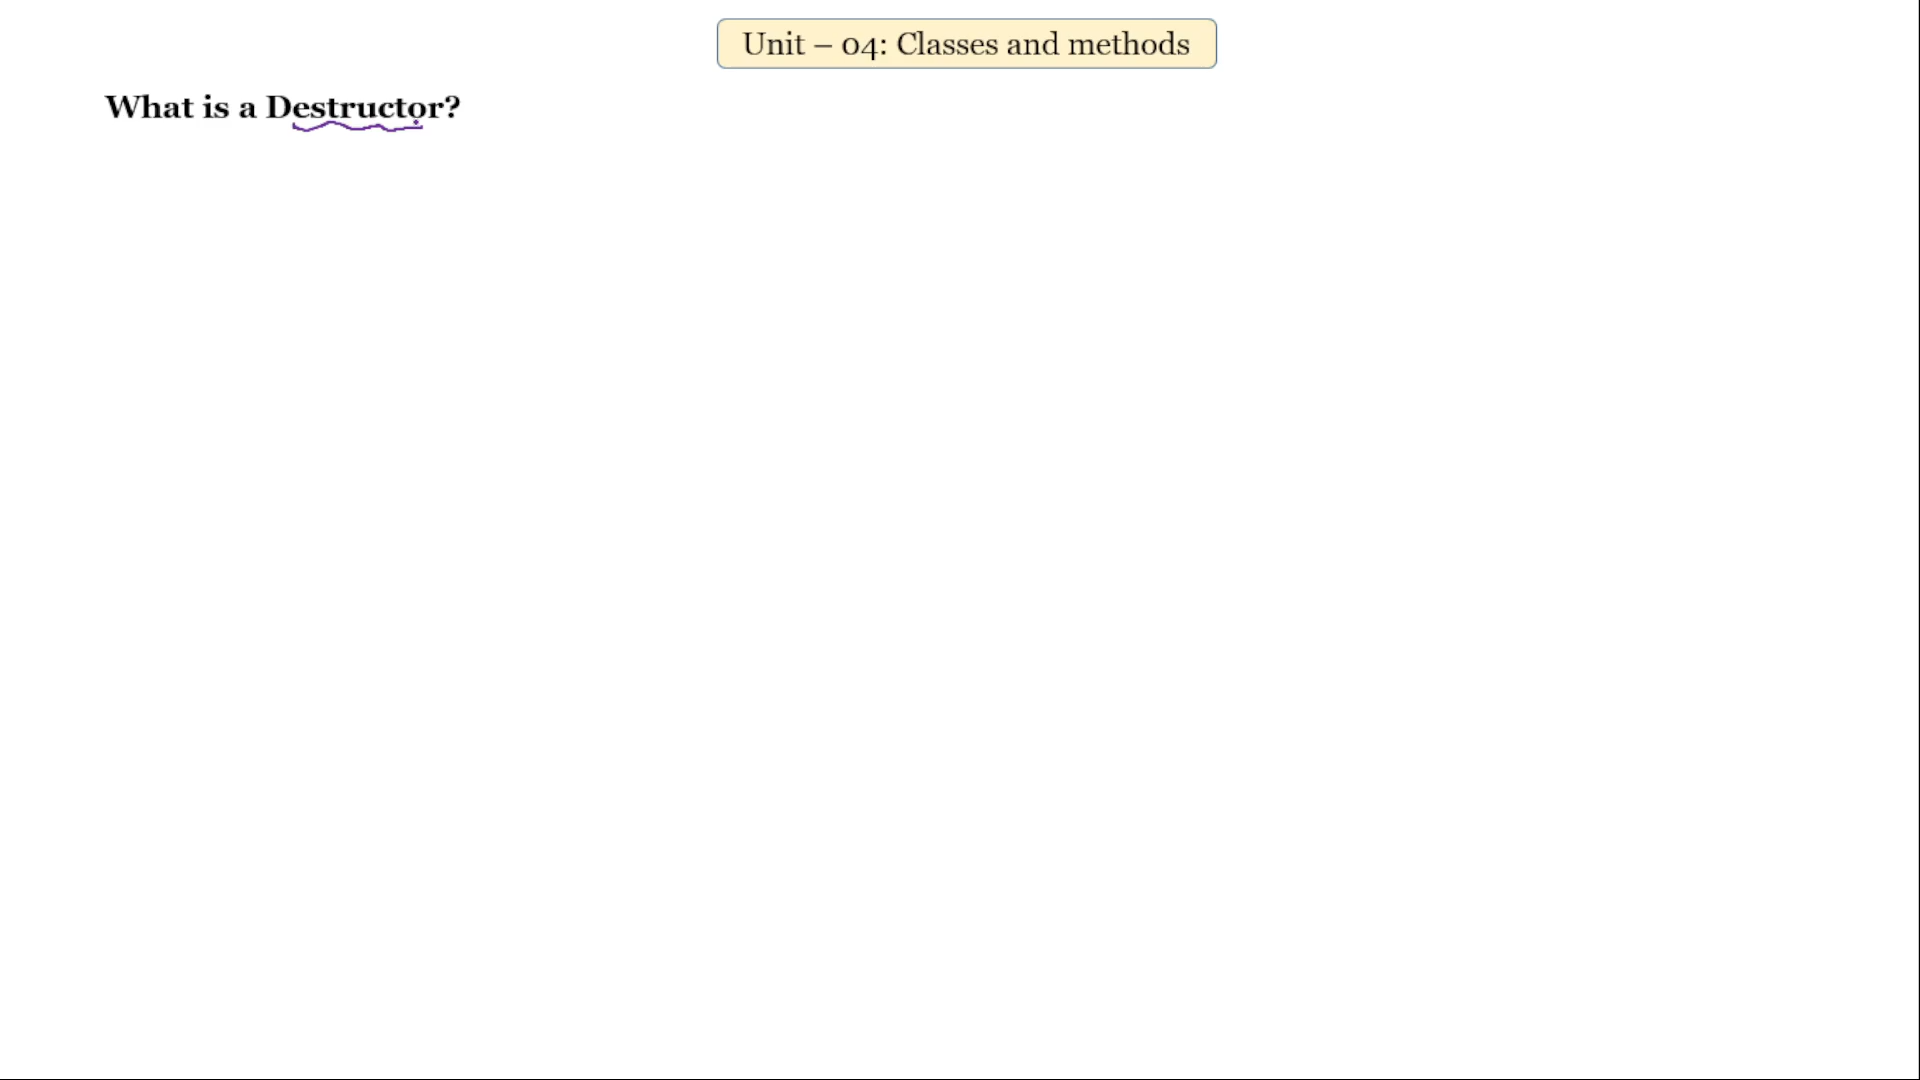 Unit – 04: Classes and methods
What is a Destructor?